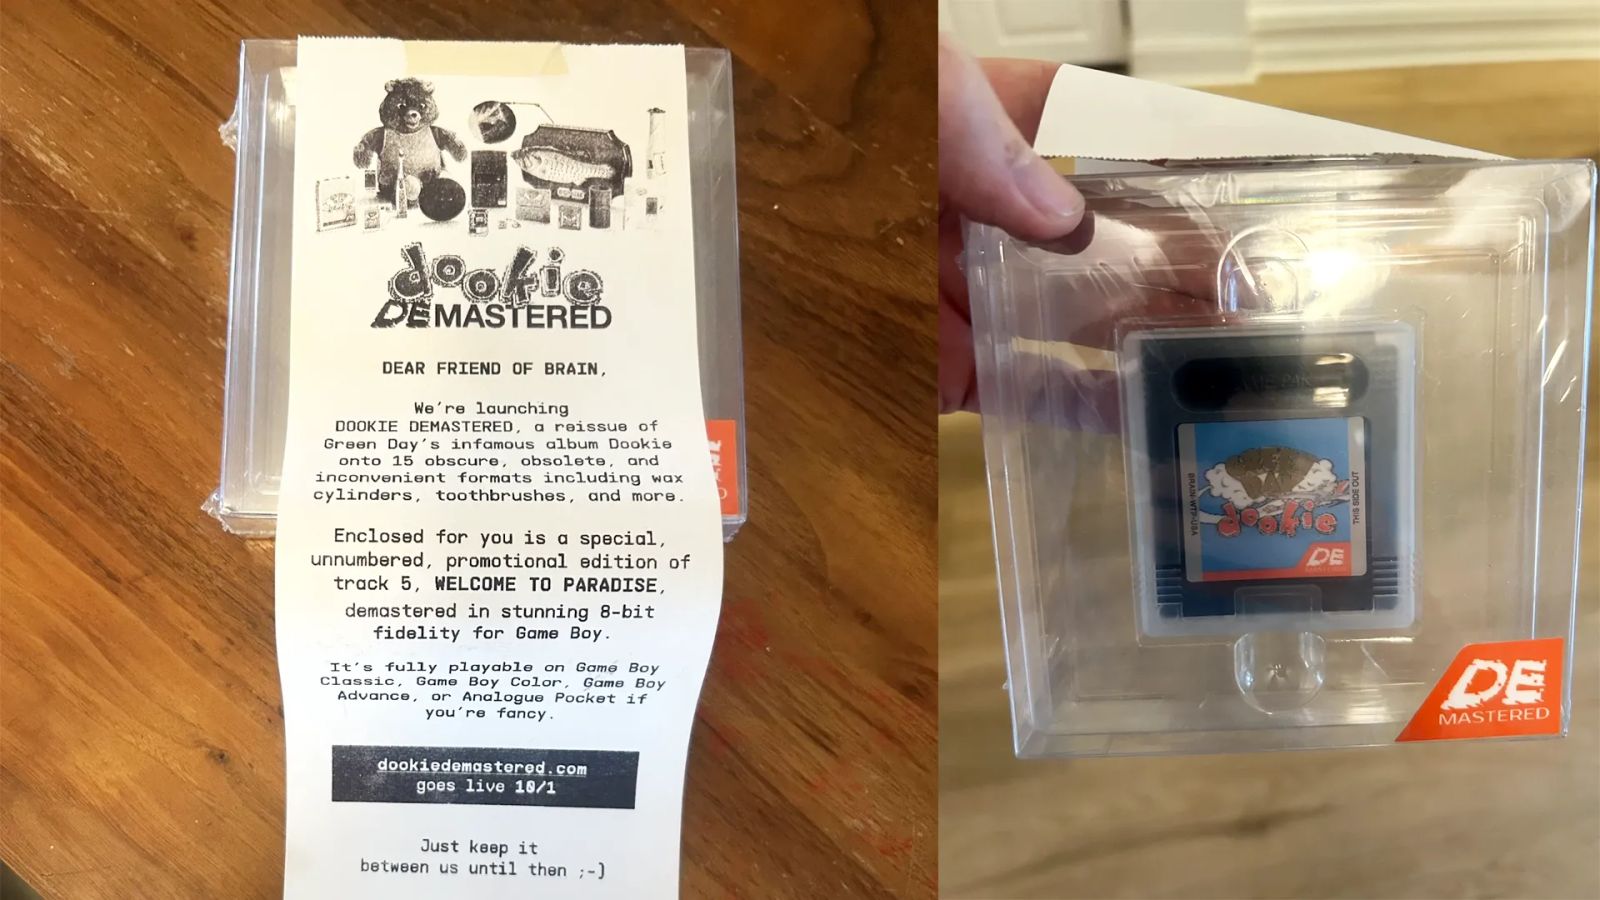 dookie
DEMASTERED
DEAR FRIEND OF BRAIN,
We're launching
DOOKIE DEMASTERED, a reissue of
Green Day's infamous album Dookie
onto 15 obscure, obsolete, and
inconvenient formats including wax
cylinders, toothbrushes, and more.
Enclosed for you is a special,
unnumbered, promotional edition of
track 5, WELCOME TO PARADISE,
demastered in stunning 8-bit
fidelity for Game Boy.
It's fully playable on Game Boy
Classic, Game Boy Color, Game Boy
Advance, or Analogue Pocket if
you're fancy.
dookiedemastered.com
goes live 10/1
Just keep it
between us until then ;-)
BRAIN-WTF-USA
dookie
THIS SIDE OUT
DE
MASTERED
DE
MASTERED